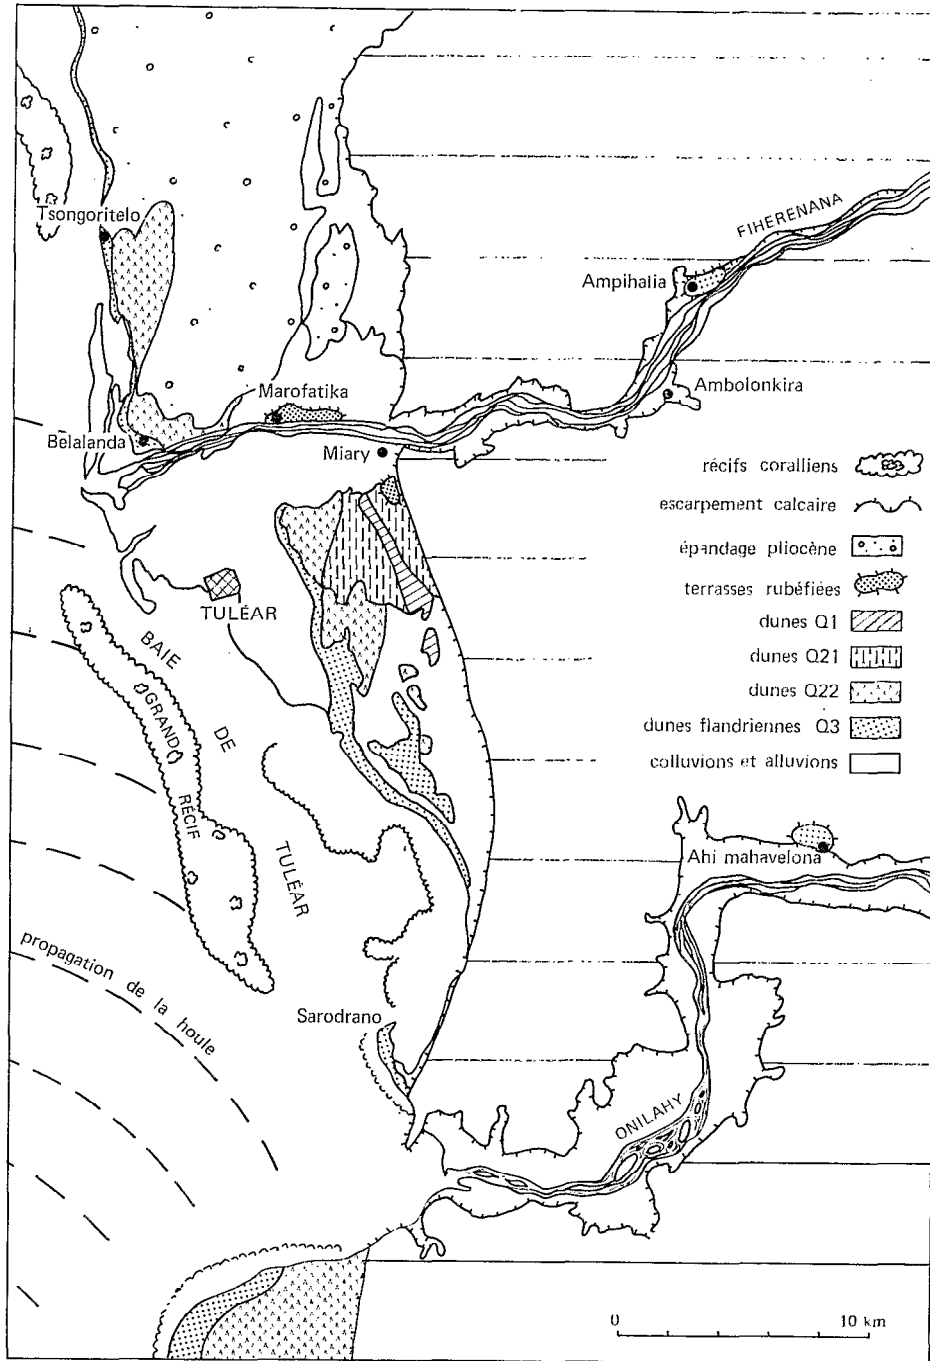 Tsongoritelo
FIHERENANA
Ampihalia
Marofatika
Ambolonkira
Belalanda
Miary
récifs coralliens
escarpement calcaire
épandage pliocène
terrasses rubéfiées
dunes Q1
dunes Q21
dunes Q22
dunes flandriennes Q3
colluvions et alluvions
TULÉAR
BAIE
DE
TULÉAR
GRAND
RÉCIF
Ahi mahavelona
propagation de la houle
Sarodrano
ONILAHY
0 10 km